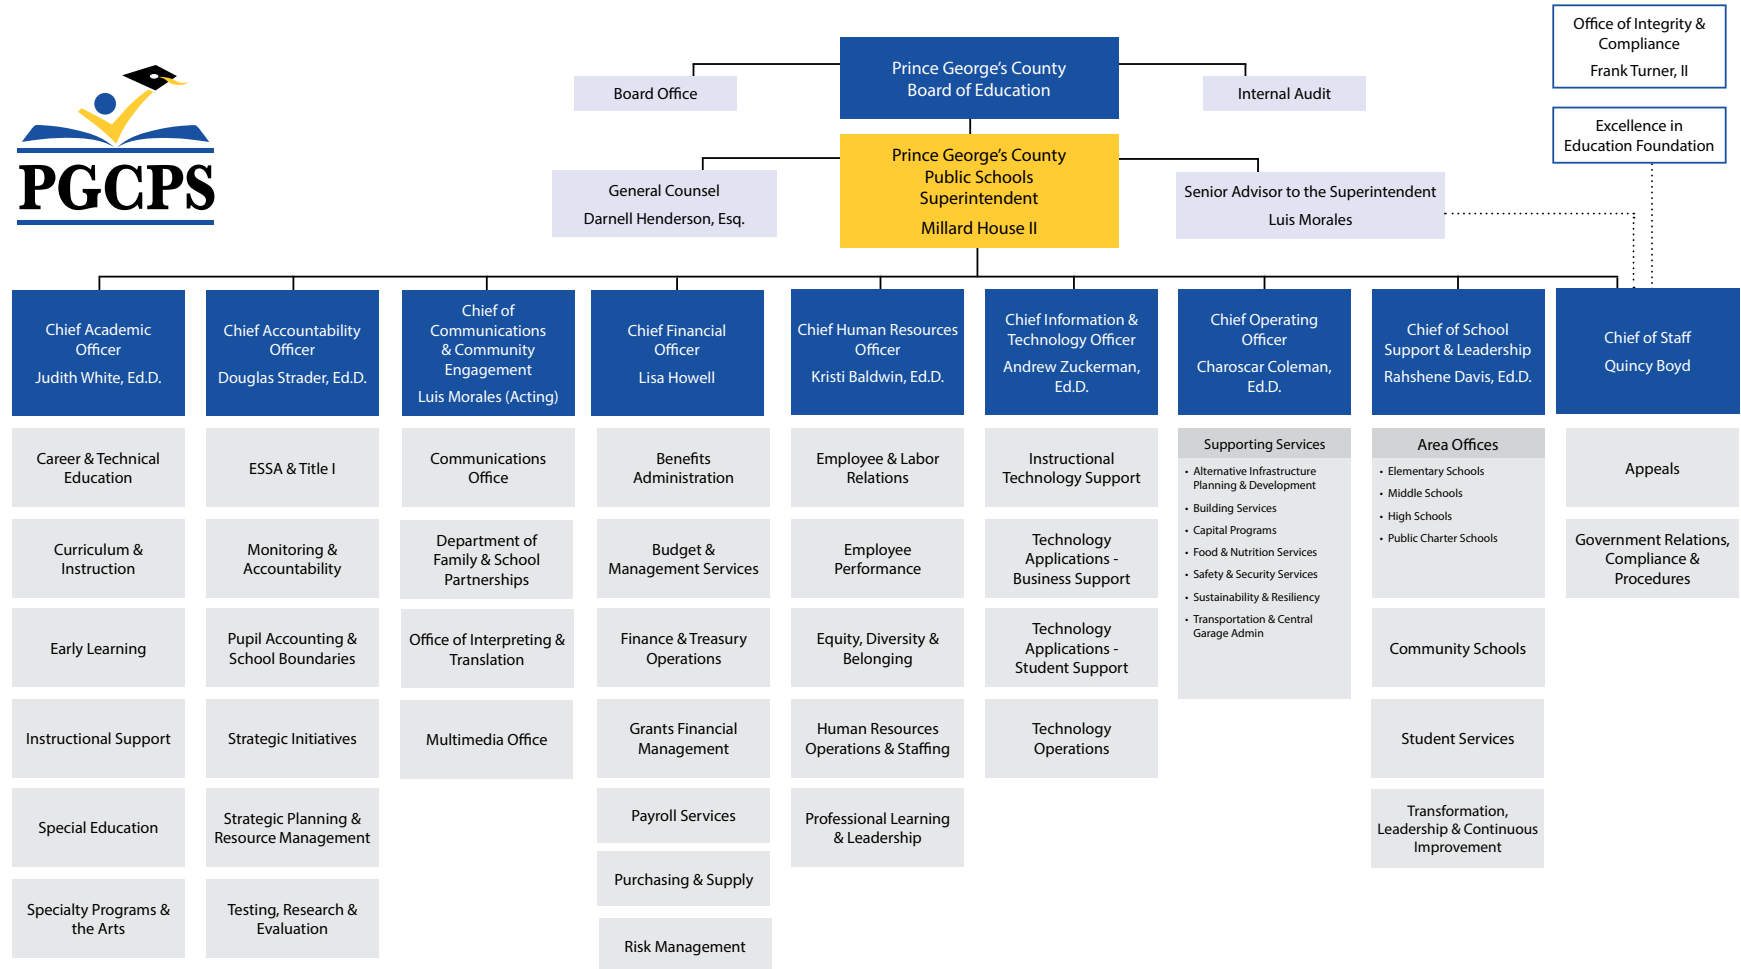 Office of Integrity &
Compliance
Frank Turner, II
Prince George's County
Board of Education
Board Office
Internal Audit
Excellence in
Education Foundation
PGCPS
Prince George's County
Public Schools
Superintendent
Millard House II
General Counsel
Darnell Henderson, Esq.
Senior Advisor to the Superintendent
Luis Morales
Chief Academic
Officer
Judith White, Ed.D.
Career & Technical
Education
Curriculum &
Instruction
Early Learning
Instructional Support
Special Education
Specialty Programs &
the Arts
Chief Accountability
Officer
Douglas Strader, Ed.D.
ESSA & Title I
Monitoring &
Accountability
Pupil Accounting &
School Boundaries
Strategic Initiatives
Strategic Planning &
Resource Management
Testing, Research &
Evaluation
Chief of
Communications
& Community
Engagement
Luis Morales (Acting)
Communications
Office
Department of
Family & School
Partnerships
Office of Interpreting &
Translation
Multimedia Office
Chief Financial
Officer
Lisa Howell
Benefits
Administration
Budget &
Management Services
Finance & Treasury
Operations
Grants Financial
Management
Payroll Services
Purchasing & Supply
Risk Management
Chief Human Resources
Officer
Kristi Baldwin, Ed.D.
Employee & Labor
Relations
Employee
Performance
Equity, Diversity &
Belonging
Human Resources
Operations & Staffing
Professional Learning
& Leadership
Chief Information &
Technology Officer
Andrew Zuckerman,
Ed.D.
Instructional
Technology Support
Technology
Applications -
Business Support
Technology
Applications -
Student Support
Technology
Operations
Chief Operating
Officer
Charoscar Coleman,
Ed.D.
Supporting Services
• Alternative Infrastructure
Planning & Development
• Building Services
• Capital Programs
• Food & Nutrition Services
• Safety & Security Services
• Sustainability & Resiliency
• Transportation & Central
Garage Admin
Chief of School
Support & Leadership
Rahshene Davis, Ed.D.
Area Offices
• Elementary Schools
• Middle Schools
• High Schools
• Public Charter Schools
Community Schools
Student Services
Transformation,
Leadership & Continuous
Improvement
Chief of Staff
Quincy Boyd
Appeals
Government Relations,
Compliance &
Procedures